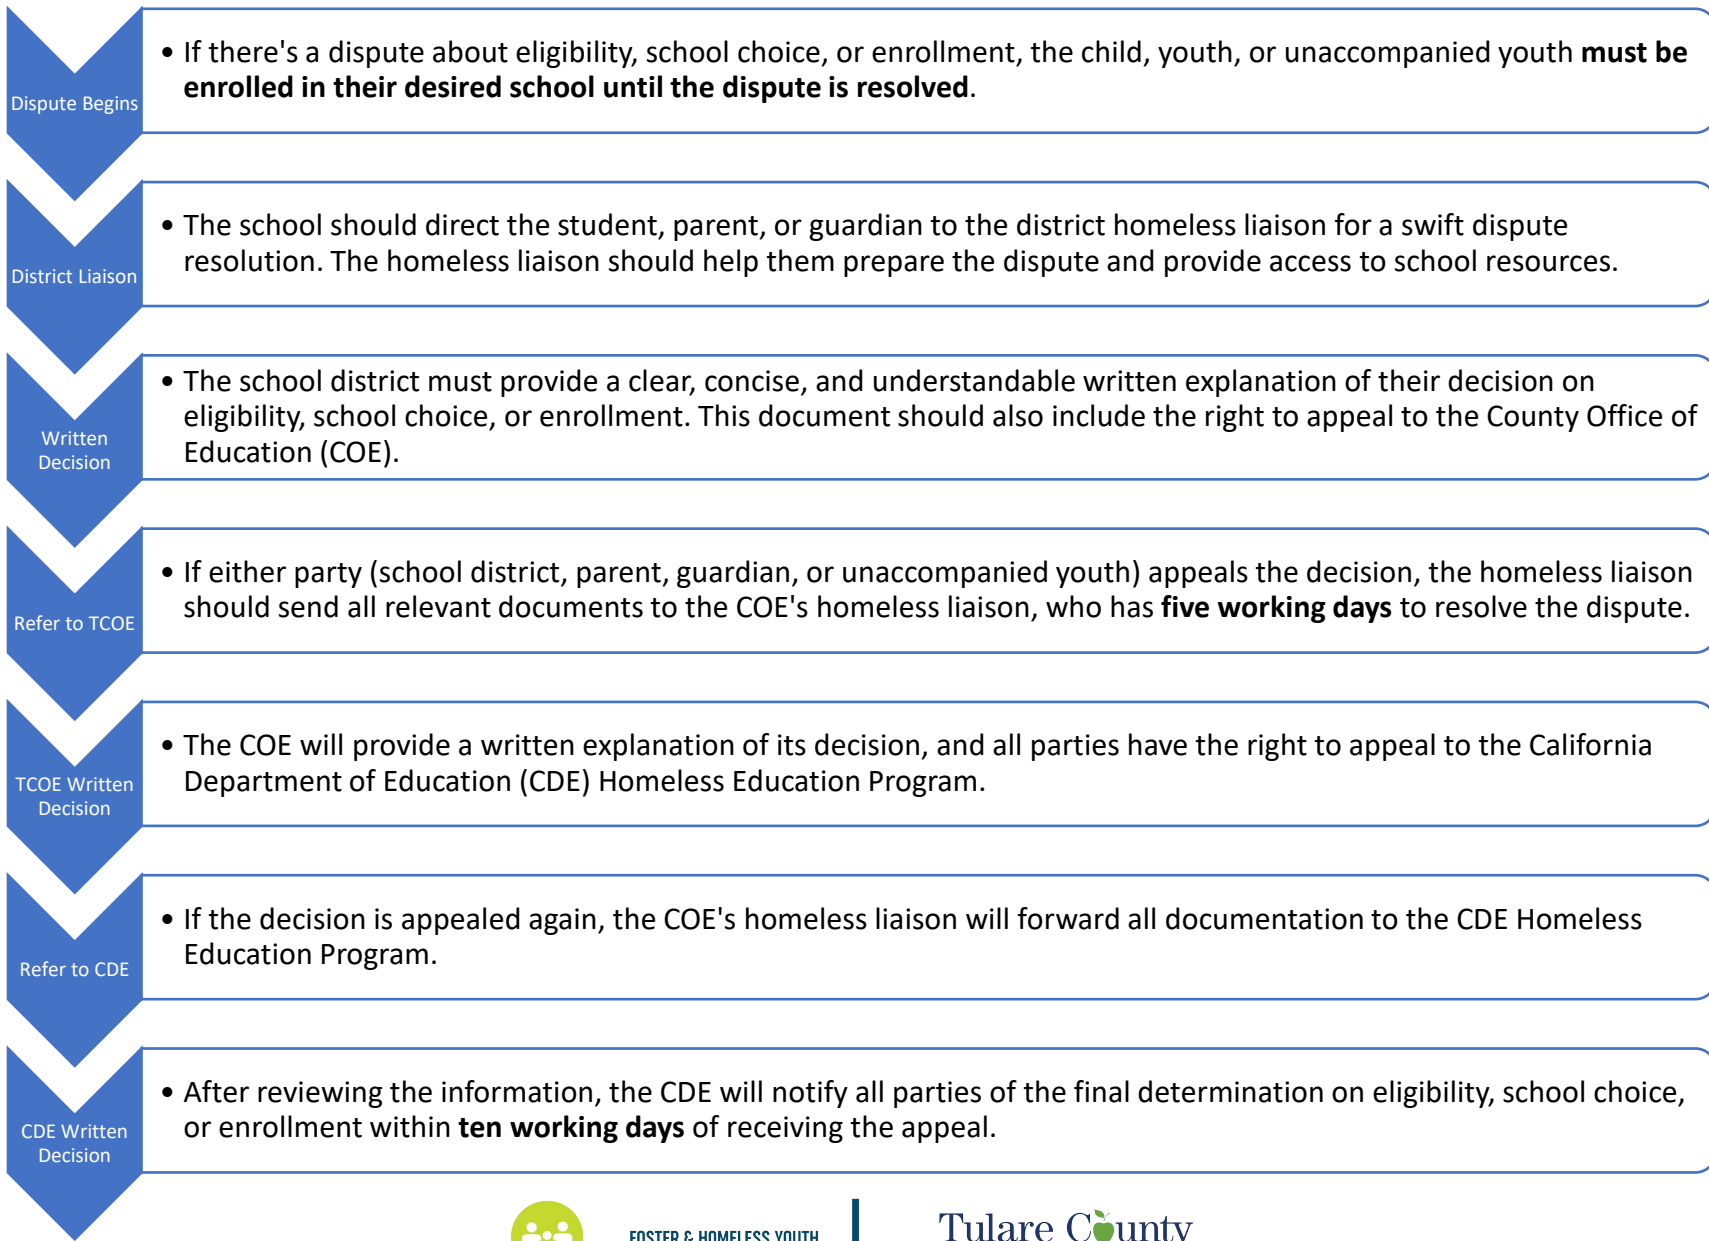 Dispute Begins
• If there's a dispute about eligibility, school choice, or enrollment, the child, youth, or unaccompanied youth must be
enrolled in their desired school until the dispute is resolved.
District Liaison
• The school should direct the student, parent, or guardian to the district homeless liaison for a swift dispute
resolution. The homeless liaison should help them prepare the dispute and provide access to school resources.
Written
Decision
• The school district must provide a clear, concise, and understandable written explanation of their decision on
eligibility, school choice, or enrollment. This document should also include the right to appeal to the County Office of
Education (COE).
Refer to TCOE
• If either party (school district, parent, guardian, or unaccompanied youth) appeals the decision, the homeless liaison
should send all relevant documents to the COE's homeless liaison, who has five working days to resolve the dispute.
TCOE Written
Decision
• The COE will provide a written explanation of its decision, and all parties have the right to appeal to the California
Department of Education (CDE) Homeless Education Program.
Refer to CDE
• If the decision is appealed again, the COE's homeless liaison will forward all documentation to the CDE Homeless
Education Program.
CDE Written
Decision
• After reviewing the information, the CDE will notify all parties of the final determination on eligibility, school choice,
or enrollment within ten working days of receiving the appeal.
FOSTER & HOMELESS YOUTH
Tulare County